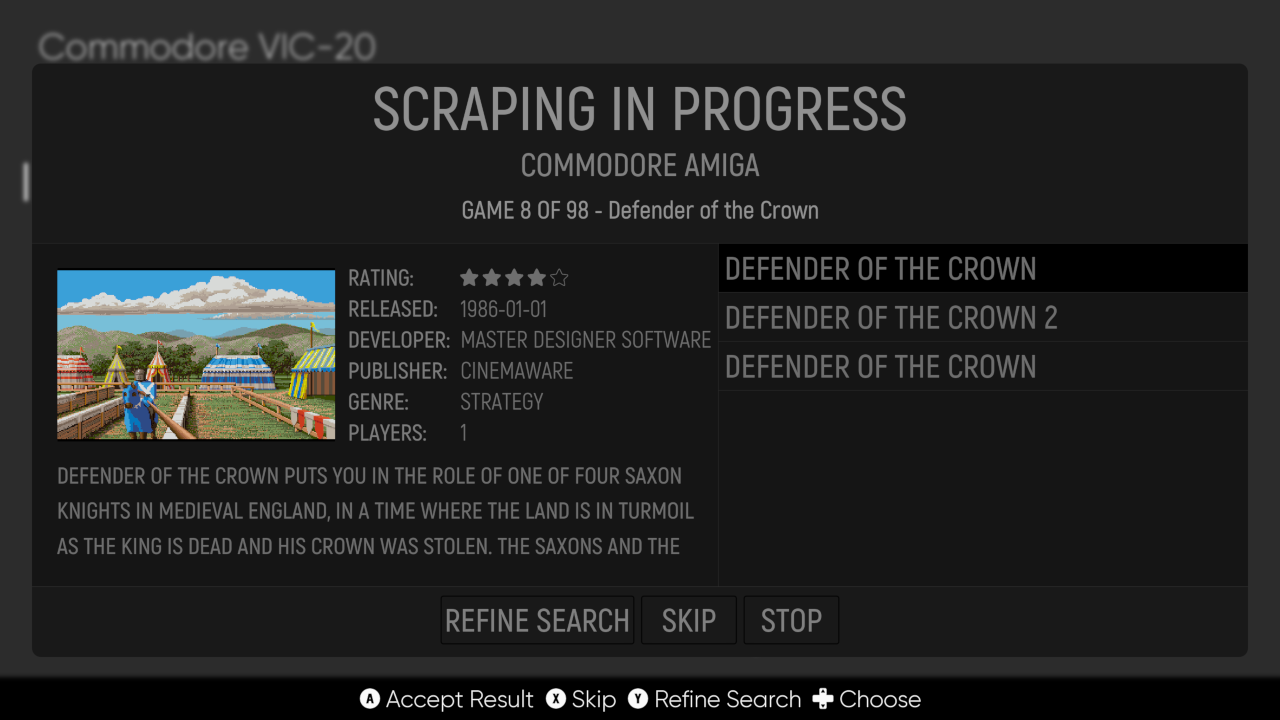 Commodore VIC-20
SCRAPING IN PROGRESS
COMMODORE AMIGA
GAME 8 OF 98 - Defender of the Crown
RATING:
RELEASED: 1986-01-01
DEVELOPER: MASTER DESIGNER SOFTWARE
PUBLISHER: CINEMAWARE
GENRE: STRATEGY
PLAYERS: 1
DEFENDER OF THE CROWN PUTS YOU IN THE ROLE OF ONE OF FOUR SAXON
KNIGHTS IN MEDIEVAL ENGLAND, IN A TIME WHERE THE LAND IS IN TURMOIL
AS THE KING IS DEAD AND HIS CROWN WAS STOLEN. THE SAXONS AND THE
DEFENDER OF THE CROWN
DEFENDER OF THE CROWN 2
DEFENDER OF THE CROWN
REFINE SEARCH SKIP STOP
A Accept Result X Skip Y Refine Search Choose